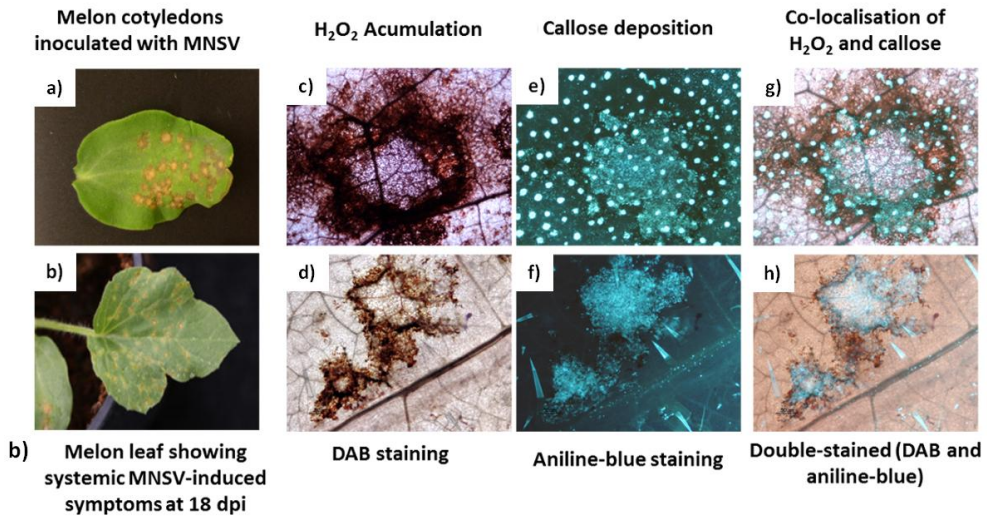 Melon cotyledons
inoculated with MNSV
H₂O₂ Acumulation
Callose deposition
Co-localisation of
H₂O₂ and callose
a)
c)
e)
g)
b)
d)
f)
h)
b)
Melon leaf showing
systemic MNSV-induced
symptoms at 18 dpi
DAB staining
Aniline-blue staining
Double-stained (DAB and
aniline-blue)